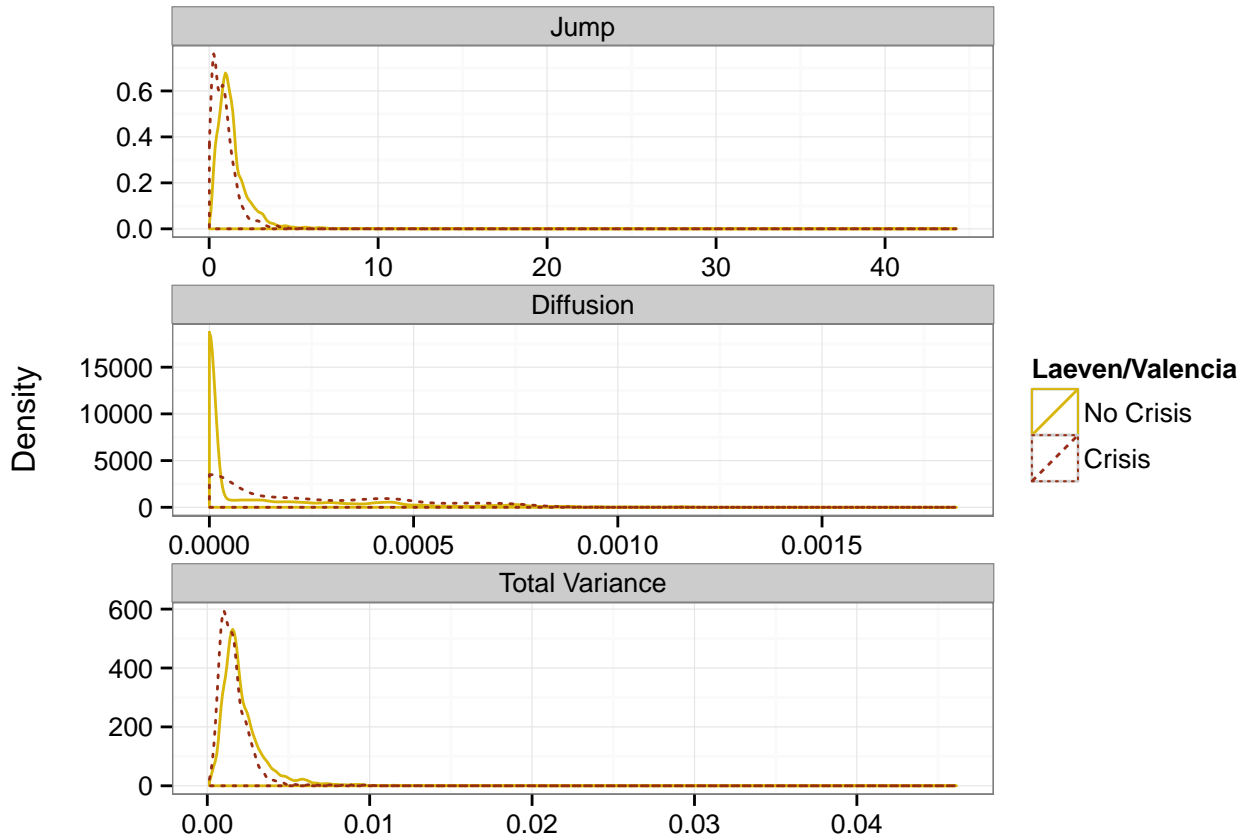 Jump
0.6
0.4
0.2
0.0
0 10 20 30 40
Diffusion
15000
10000
5000
0
0.0000 0.0005 0.0010 0.0015
Total Variance
600
400
200
0
0.00 0.01 0.02 0.03 0.04
Density
Laeven/Valencia
No Crisis
Crisis